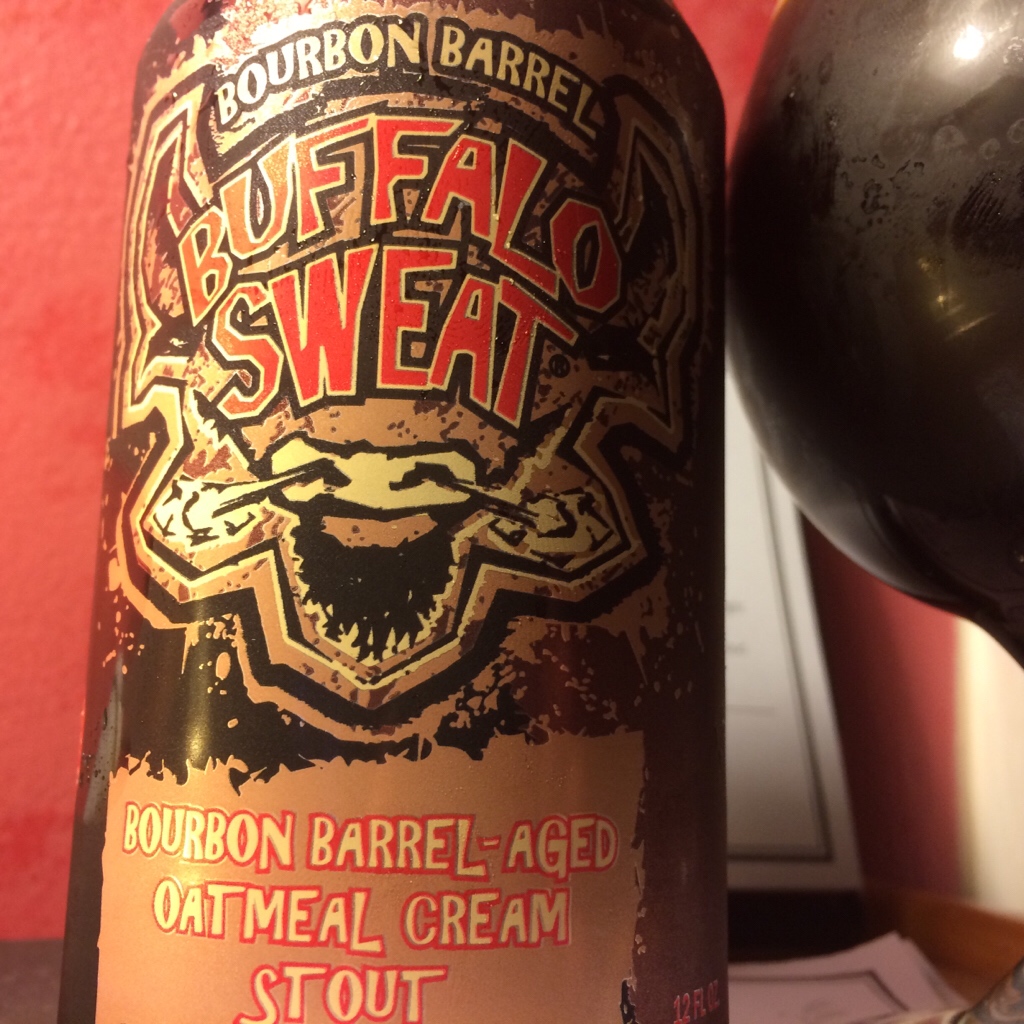 BOURBON BARREL
BUFFALO
SWEAT®
BOURBON BARREL-AGED
OATMEAL CREAM
STOUT
12 FL OZ